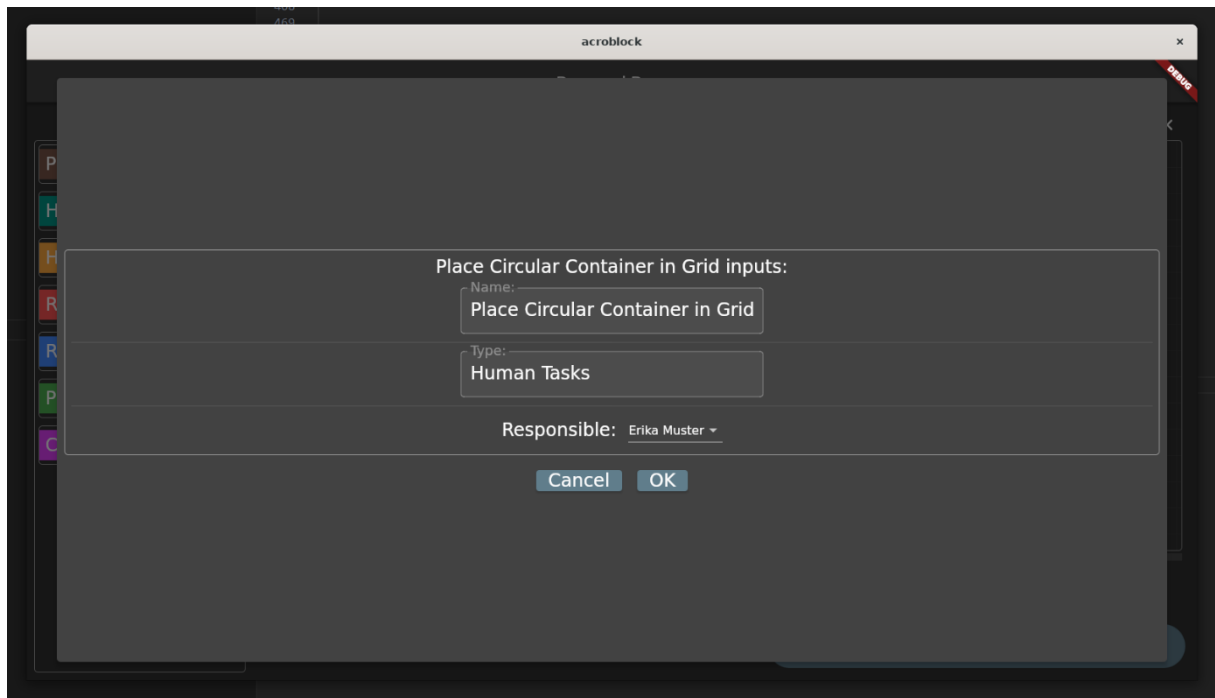 469
acroblock
×
DEBUG
P
H
H
R
R
P
C
Place Circular Container in Grid inputs:
Name:
Place Circular Container in Grid
Type:
Human Tasks
Responsible: Erika Muster
Cancel OK